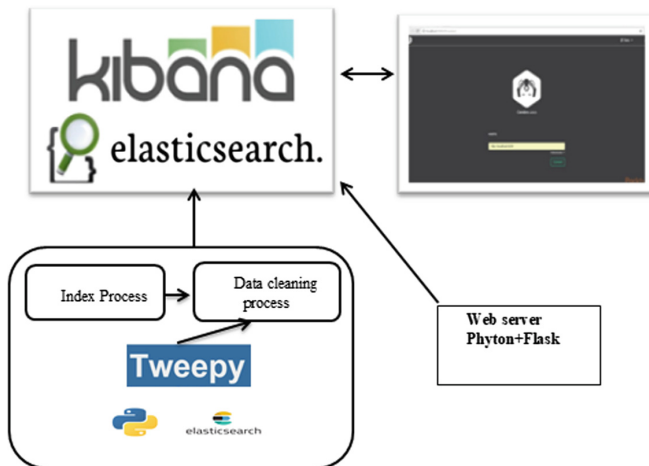 kibana
elasticsearch.
Index Process
Data cleaning
process
Tweepy
elasticsearch
Web server
Phyton+Flask